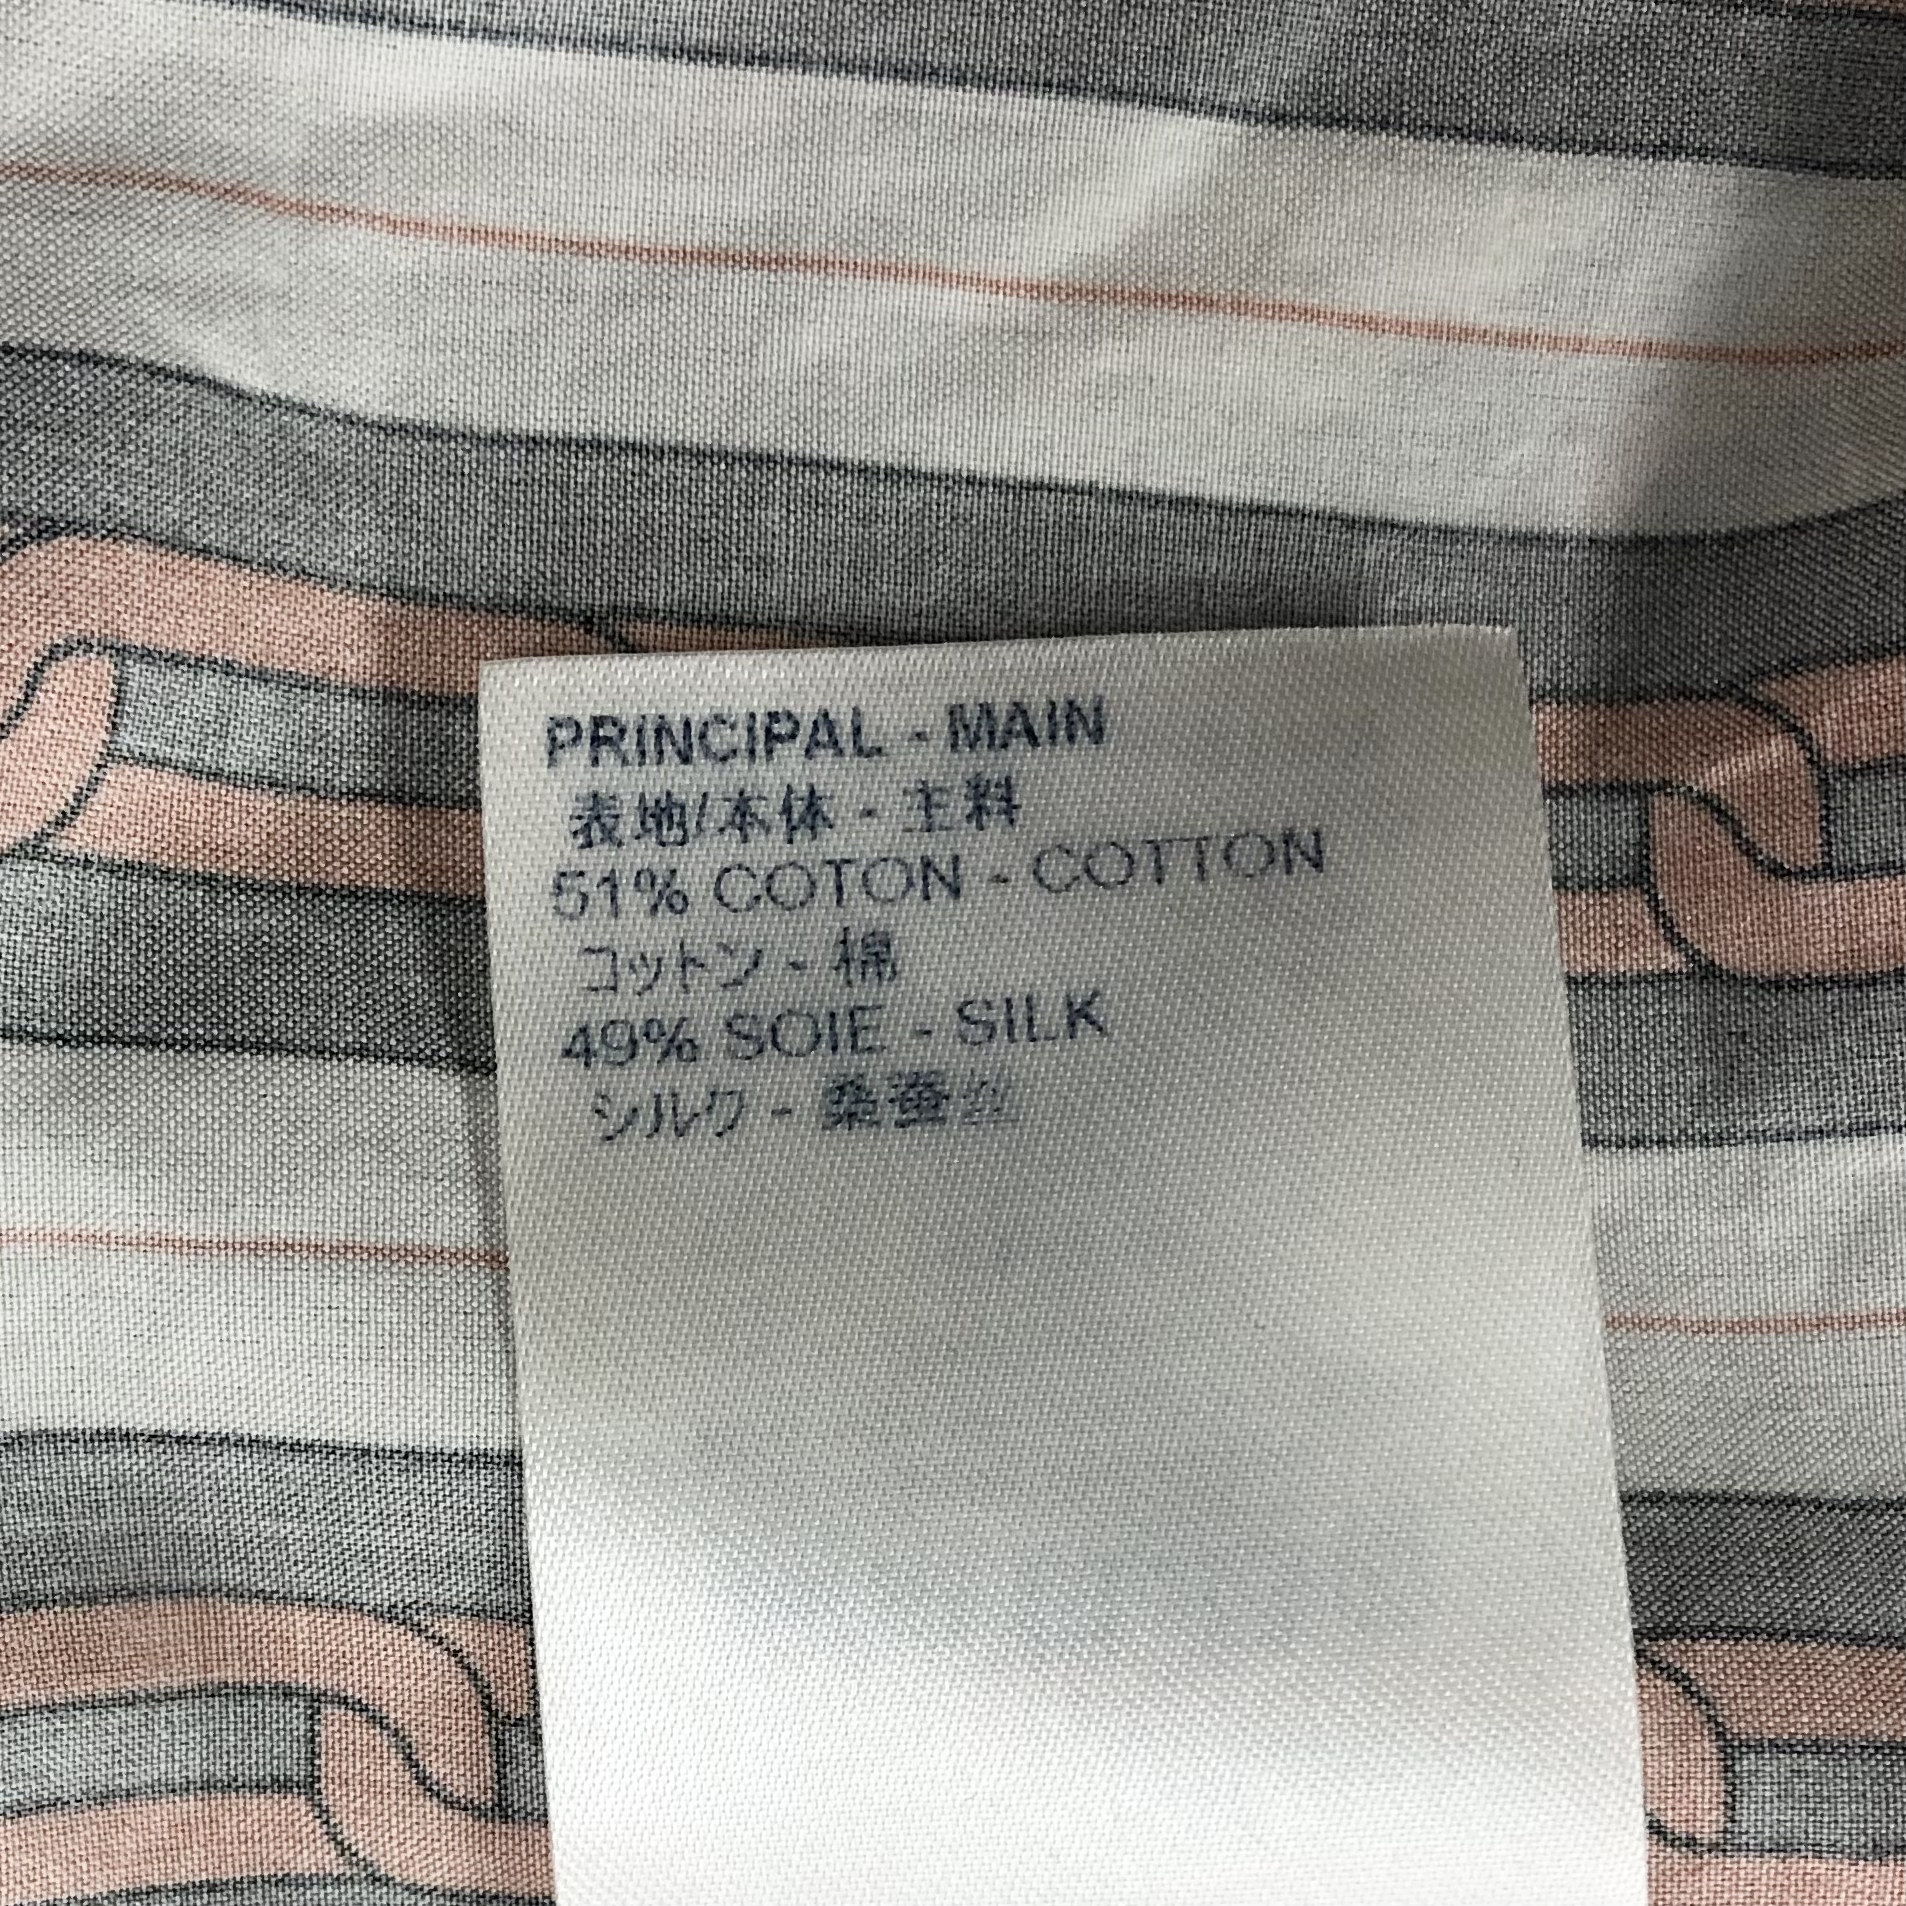 PRINCIPAL - MAIN
表地/本体 - 主料
51% COTON - COTTON
コットン - 棉
49% SOIE - SILK
シルク - 桑蚕丝